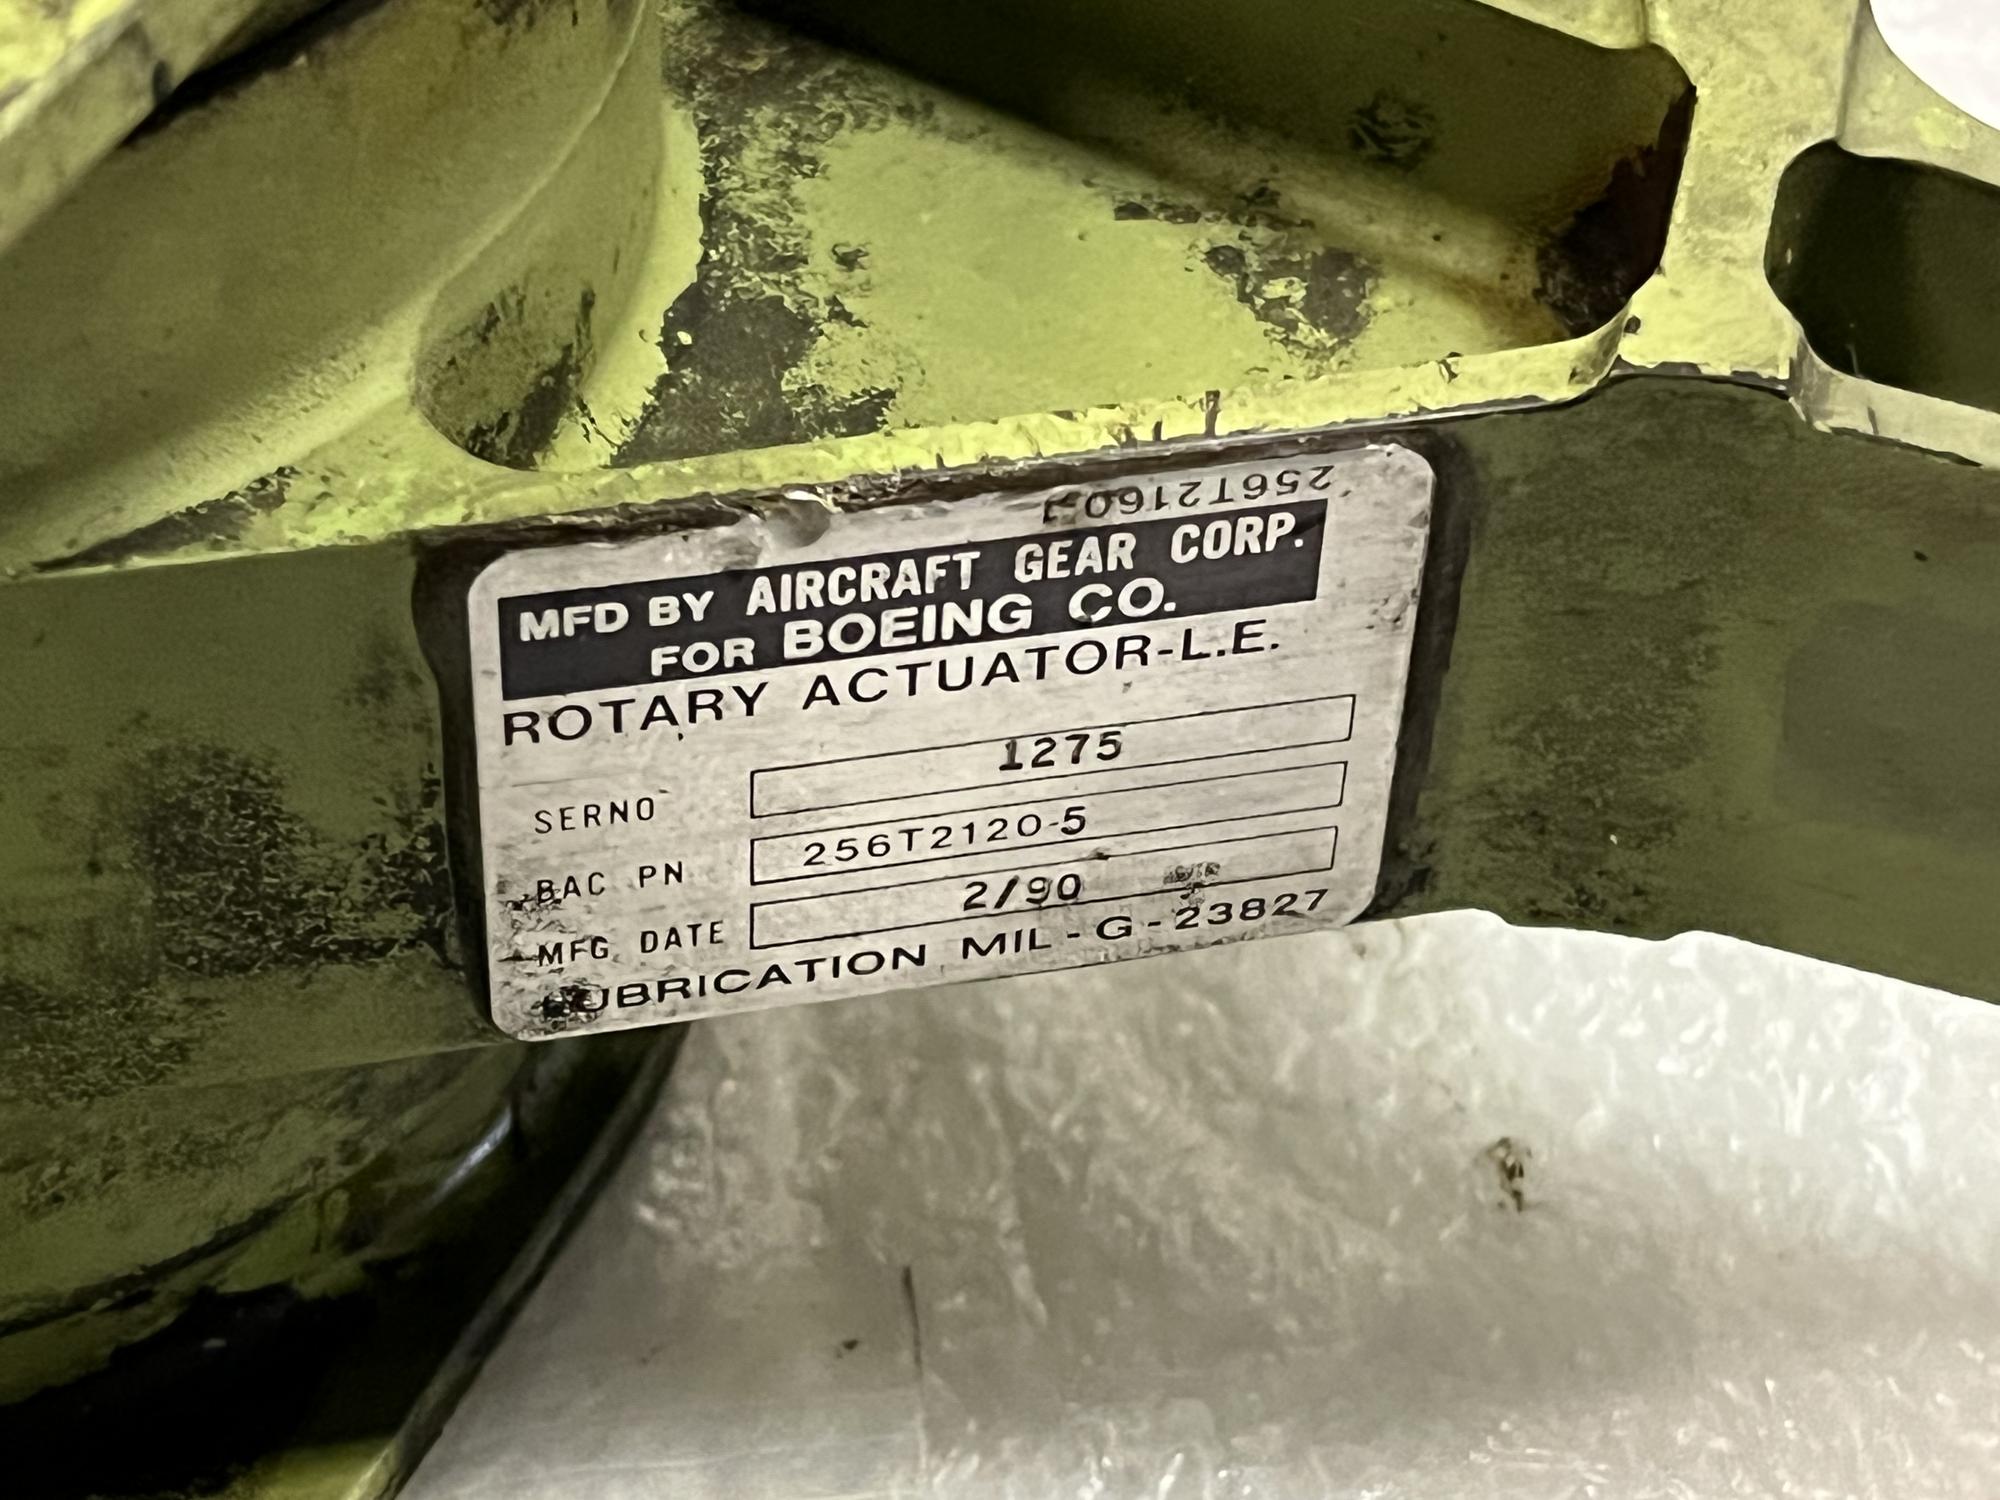 256T2160-
MFD BY AIRCRAFT GEAR CORP.
FOR BOEING CO.
ROTARY ACTUATOR-L.E.
SERNO 1275
BAC PN 256T2120-5
MFG DATE 2/90
LUBRICATION MIL-G-23827